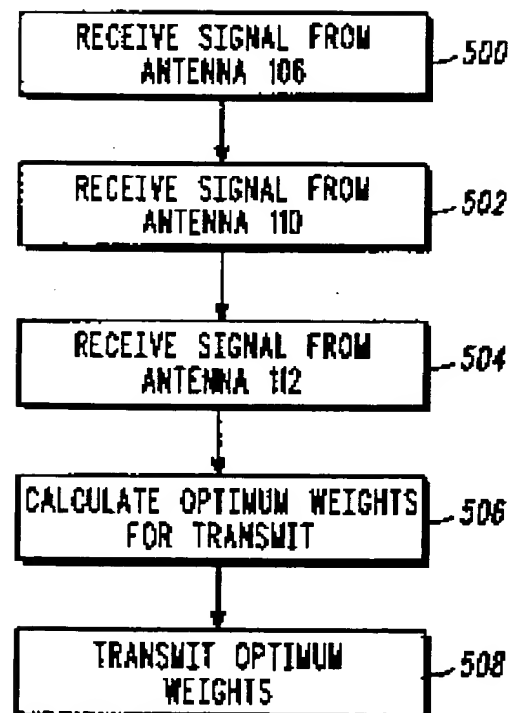 RECEIVE SIGNAL FROM
ANTENNA 106
500
RECEIVE SIGNAL FROM
ANTENNA 110
502
RECEIVE SIGNAL FROM
ANTENNA 112
504
CALCULATE OPTIMUM WEIGHTS
FOR TRANSMIT
506
TRANSMIT OPTIMUM
WEIGHTS
508